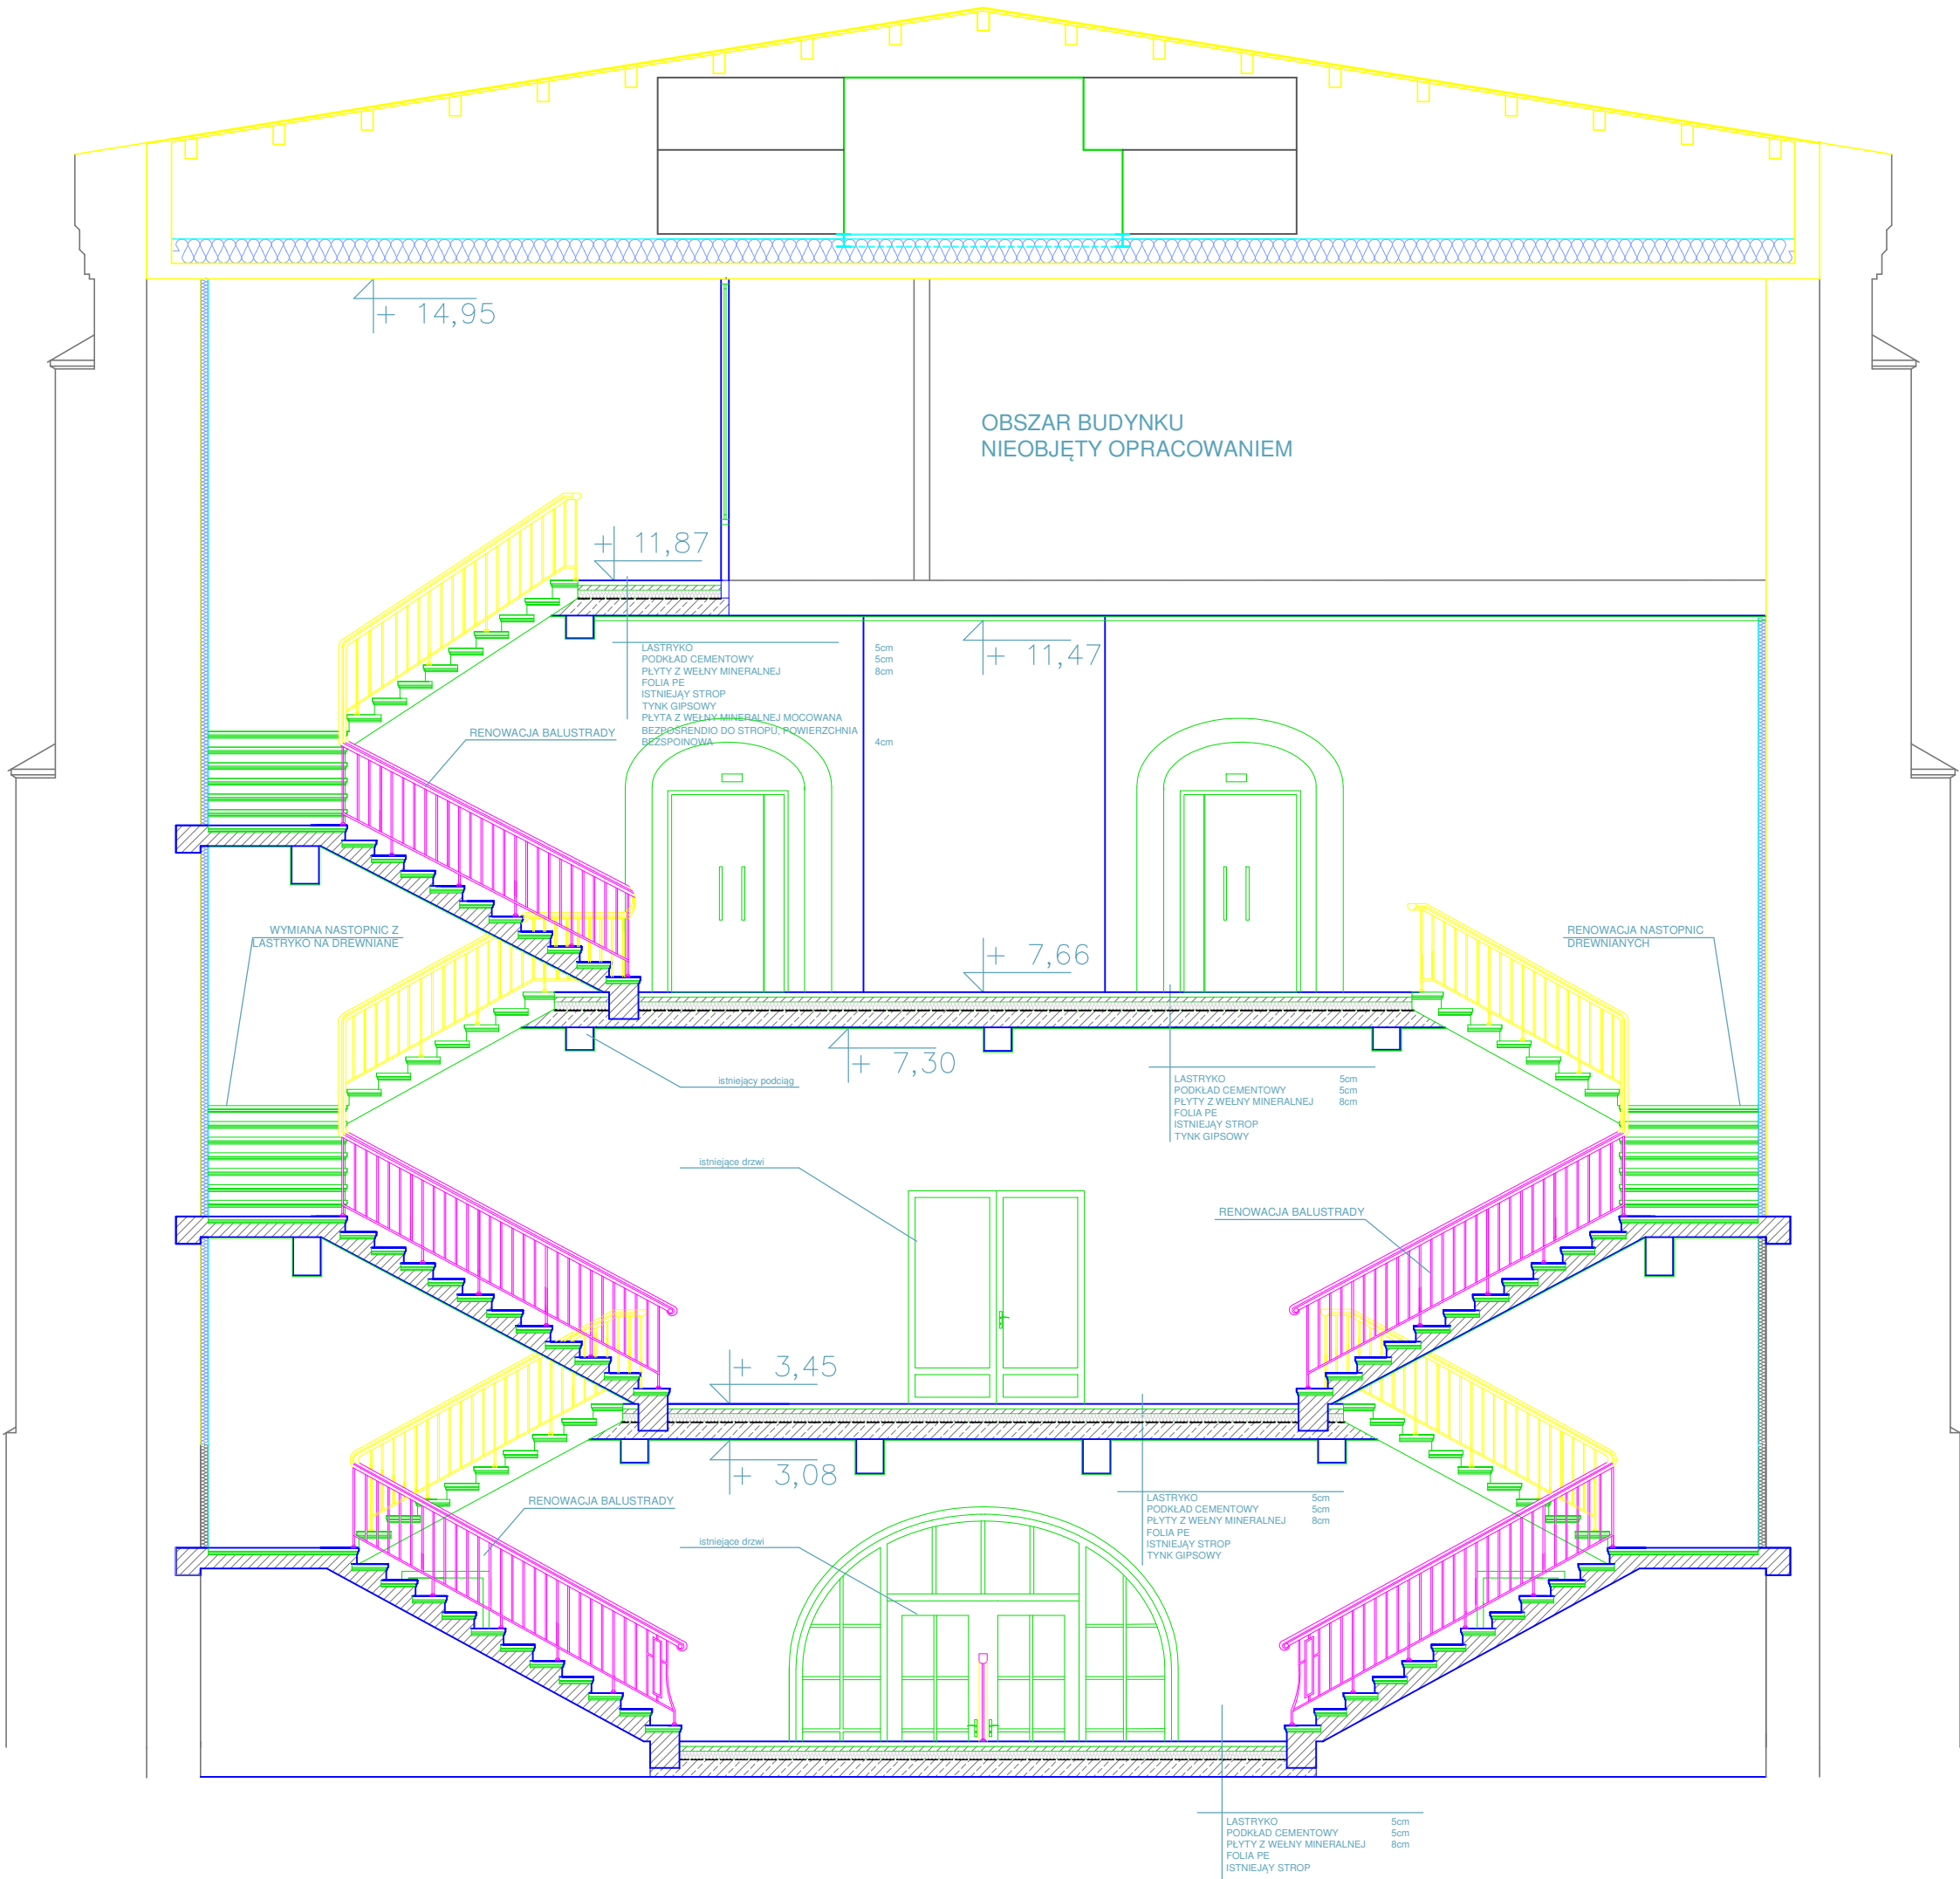 + 14,95
OBSZAR BUDYNKU
NIEOBJĘTY OPRACOWANIEM
+ 11,87
+ 11,47
LASTRYKO 5cm
PODKŁAD CEMENTOWY 5cm
PŁYTY Z WEŁNY MINERALNEJ 8cm
FOLIA PE
ISTNIEJĄY STROP
TYNK GIPSOWY
PŁYTA Z WEŁNY MINERALNEJ MOCOWANA
BEZPOŚRENDIO DO STROPU, POWIERZCHNIA
BEZSPOINOWA 4cm
RENOWACJA BALUSTRADY
WYMIANA NASTOPNIC Z
LASTRYKO NA DREWNIANE
RENOWACJA NASTOPNIC
DREWNIANYCH
+ 7,66
+ 7,30
istniejący podciąg
LASTRYKO 5cm
PODKŁAD CEMENTOWY 5cm
PŁYTY Z WEŁNY MINERALNEJ 8cm
FOLIA PE
ISTNIEJĄY STROP
TYNK GIPSOWY
istniejące drzwi
RENOWACJA BALUSTRADY
+ 3,45
+ 3,08
RENOWACJA BALUSTRADY
LASTRYKO 5cm
PODKŁAD CEMENTOWY 5cm
PŁYTY Z WEŁNY MINERALNEJ 8cm
FOLIA PE
ISTNIEJĄY STROP
TYNK GIPSOWY
istniejące drzwi
LASTRYKO 5cm
PODKŁAD CEMENTOWY 5cm
PŁYTY Z WEŁNY MINERALNEJ 8cm
FOLIA PE
ISTNIEJĄY STROP